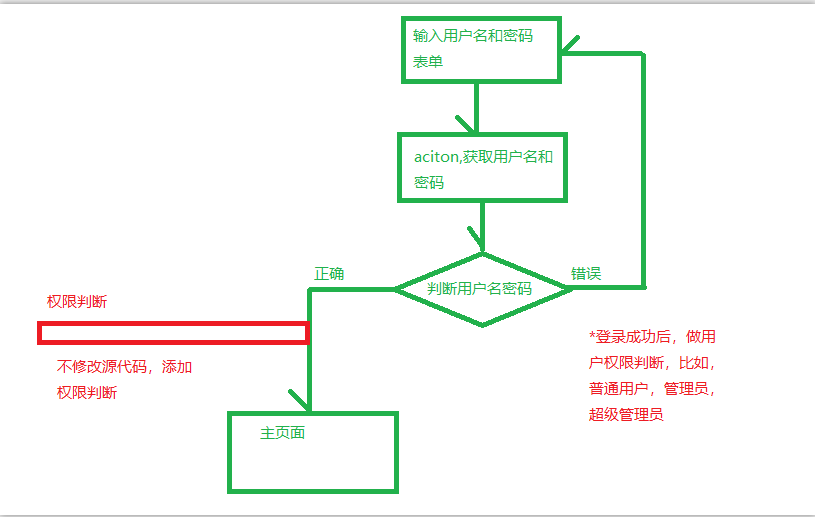 输入用户名和密码
表单
aciton,获取用户名和
密码
正确
判断用户名密码
错误
权限判断
不修改源代码，添加
权限判断
*登录成功后，做用
户权限判断，比如，
普通用户，管理员，
超级管理员
主页面